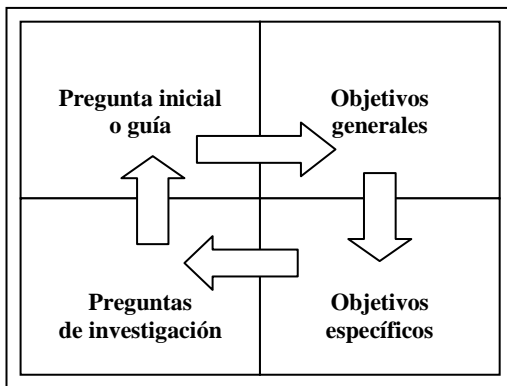 Pregunta inicial
o guía
Objetivos
generales
Preguntas
de investigación
Objetivos
específicos